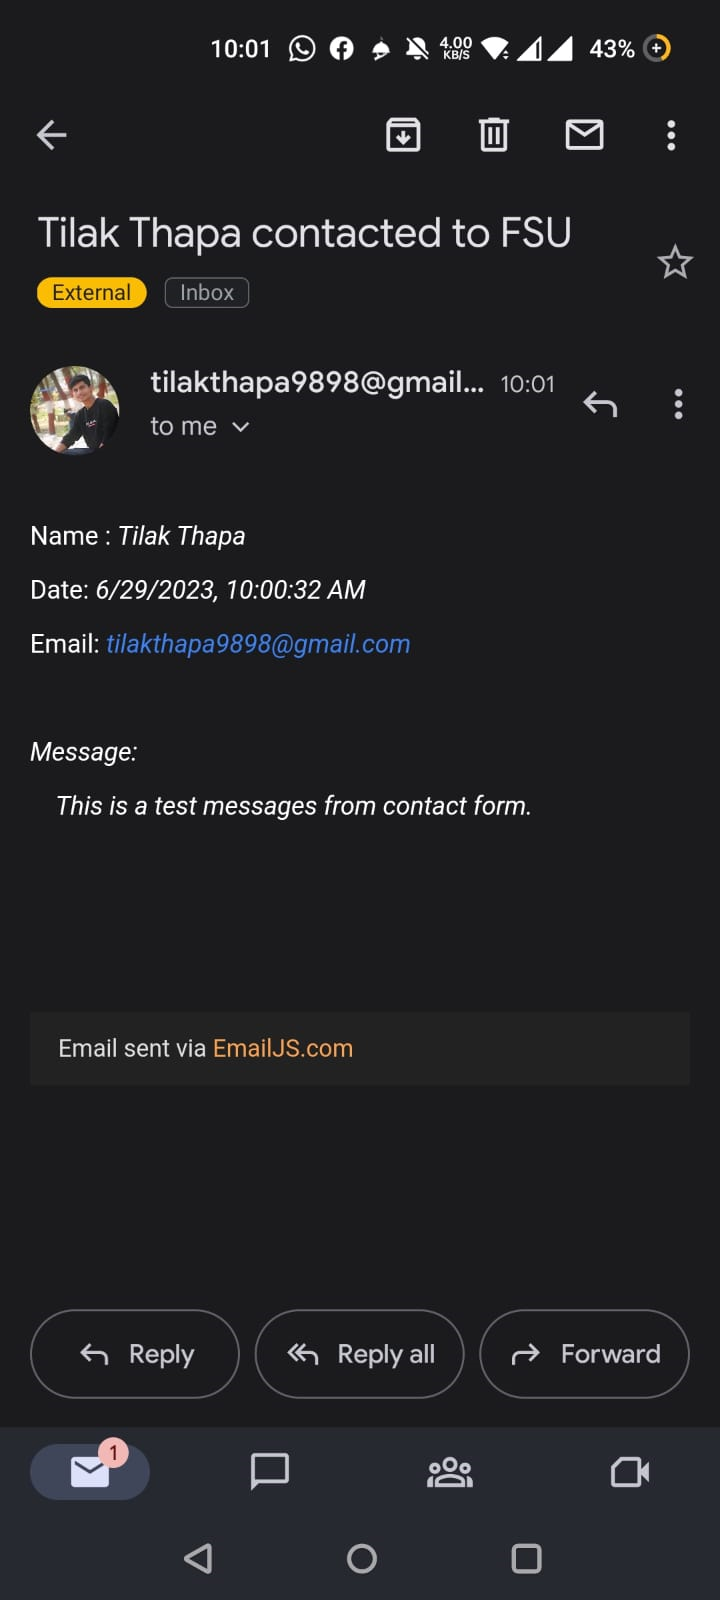 10:01 4.00 KB/S 43%
Tilak Thapa contacted to FSU
External Inbox
tilakthapa9898@gmail... 10:01
to me
Name : Tilak Thapa
Date: 6/29/2023, 10:00:32 AM
Email: tilakthapa9898@gmail.com
Message:
This is a test messages from contact form.
Email sent via EmailJS.com
Reply Reply all Forward
1